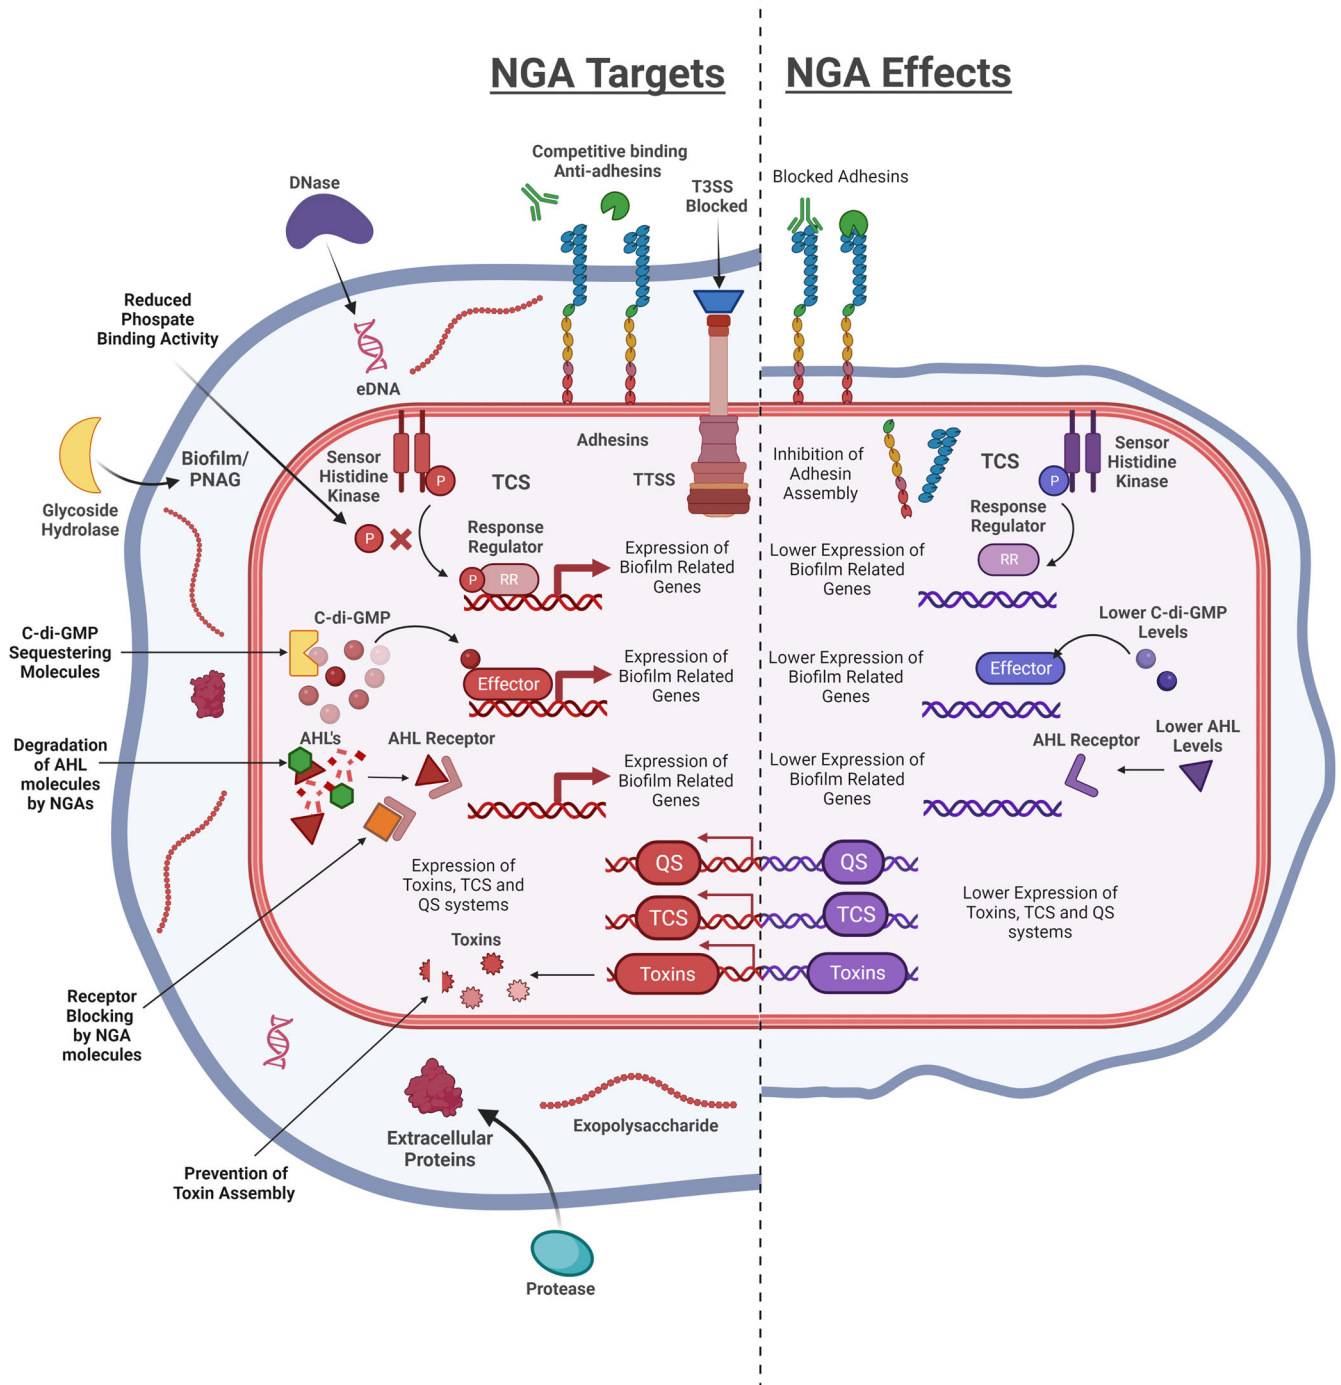 NGA Targets
NGA Effects
Competitive binding
Anti-adhesins
DNase
T3SS
Blocked
Blocked Adhesins
Reduced
Phospate
Binding Activity
eDNA
Biofilm/
PNAG
Glycoside
Hydrolase
Sensor
Histidine
Kinase
P
TCS
Adhesins
TTSS
Inhibition of
Adhesin
Assembly
TCS
P
Sensor
Histidine
Kinase
P
Response
Regulator
P
RR
Expression of
Biofilm Related
Genes
Lower Expression of
Biofilm Related
Genes
Response
Regulator
RR
C-di-GMP
Sequestering
Molecules
C-di-GMP
Effector
Expression of
Biofilm Related
Genes
Lower Expression of
Biofilm Related
Genes
Effector
Lower C-di-GMP
Levels
Degradation
of AHL
molecules
by NGAs
AHL's
AHL Receptor
Expression of
Biofilm Related
Genes
Lower Expression of
Biofilm Related
Genes
AHL Receptor
Lower AHL
Levels
Expression of
Toxins, TCS and
QS systems
QS
QS
TCS
TCS
Toxins
Toxins
Lower Expression of
Toxins, TCS and QS
systems
Toxins
Receptor
Blocking
by NGA
molecules
Prevention of
Toxin Assembly
Extracellular
Proteins
Exopolysaccharide
Protease